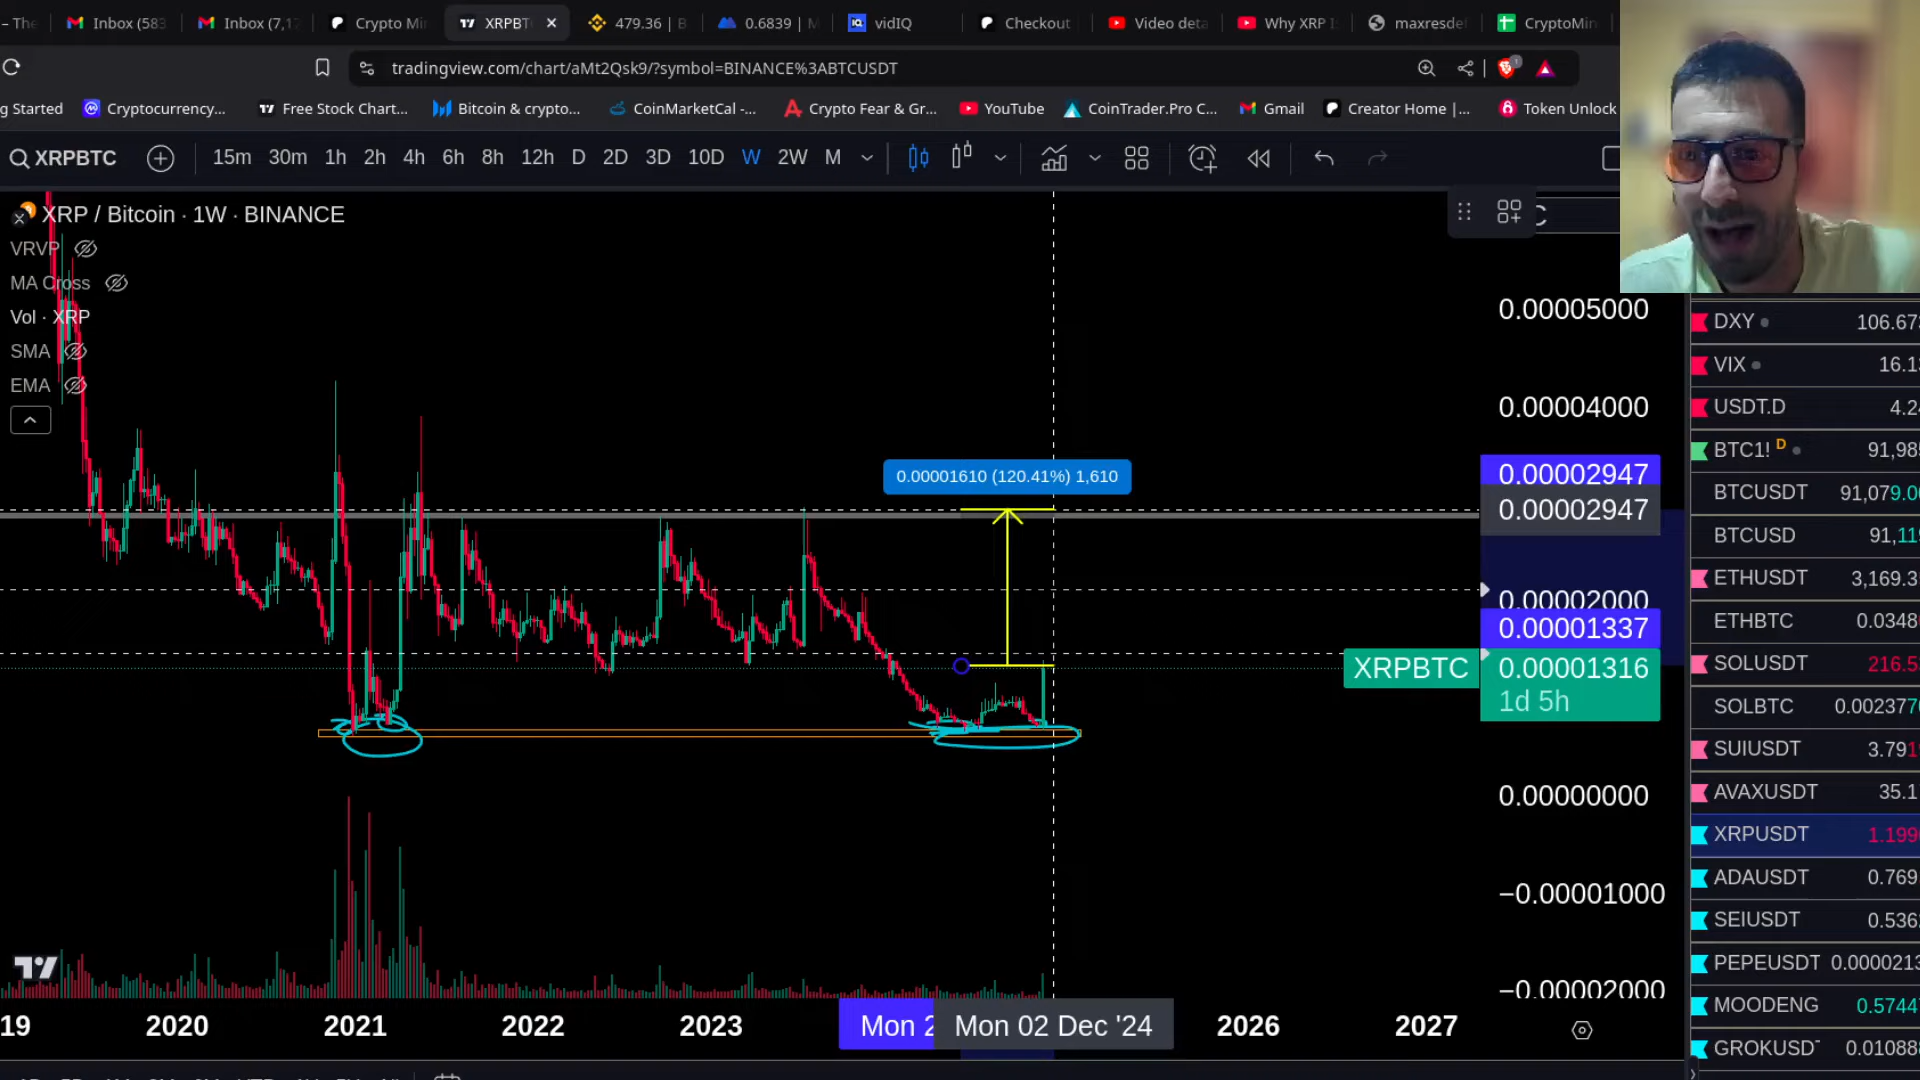 Inbox (583
Inbox (7,1
Crypto Mi
XRPBT
479.36 | B
0.6839 | M
vidIQ
Checkout
Video deta
Why XRP I
maxresde
CryptoMin
tradingview.com/chart/aMt2Qsk9/?symbol=BINANCE%3ABTCUSDT
g Started
Cryptocurrency...
Free Stock Chart...
Bitcoin & crypto...
CoinMarketCal -...
Crypto Fear & Gr...
YouTube
CoinTrader.Pro C...
Gmail
Creator Home |...
Token Unlock
XRPBTC
15m 30m 1h 2h 4h 6h 8h 12h D 2D 3D 10D W 2W M
XRP / Bitcoin · 1W · BINANCE
VRVP
MA Cross
Vol · XRP
SMA
EMA
0.00001610 (120.41%) 1,610
0.00005000
0.00004000
0.00002947
0.00002947
0.00002000
0.00001337
XRPBTC 0.00001316
1d 5h
0.00000000
−0.00001000
−0.00002000
19 2020 2021 2022 2023 Mon 2 Mon 02 Dec '24 2026 2027
DXY 106.67
VIX 16.1
USDT.D 4.2
BTC1! D 91,98
BTCUSDT 91,079.0
BTCUSD 91,11
ETHUSDT 3,169.3
ETHBTC 0.0348
SOLUSDT 216.5
SOLBTC 0.002377
SUIUSDT 3.79
AVAXUSDT 35.1
XRPUSDT 1.199
ADAUSDT 0.769
SEIUSDT 0.536
PEPEUSDT 0.0000213
MOODENG 0.5744
GROKUSD 0.01088